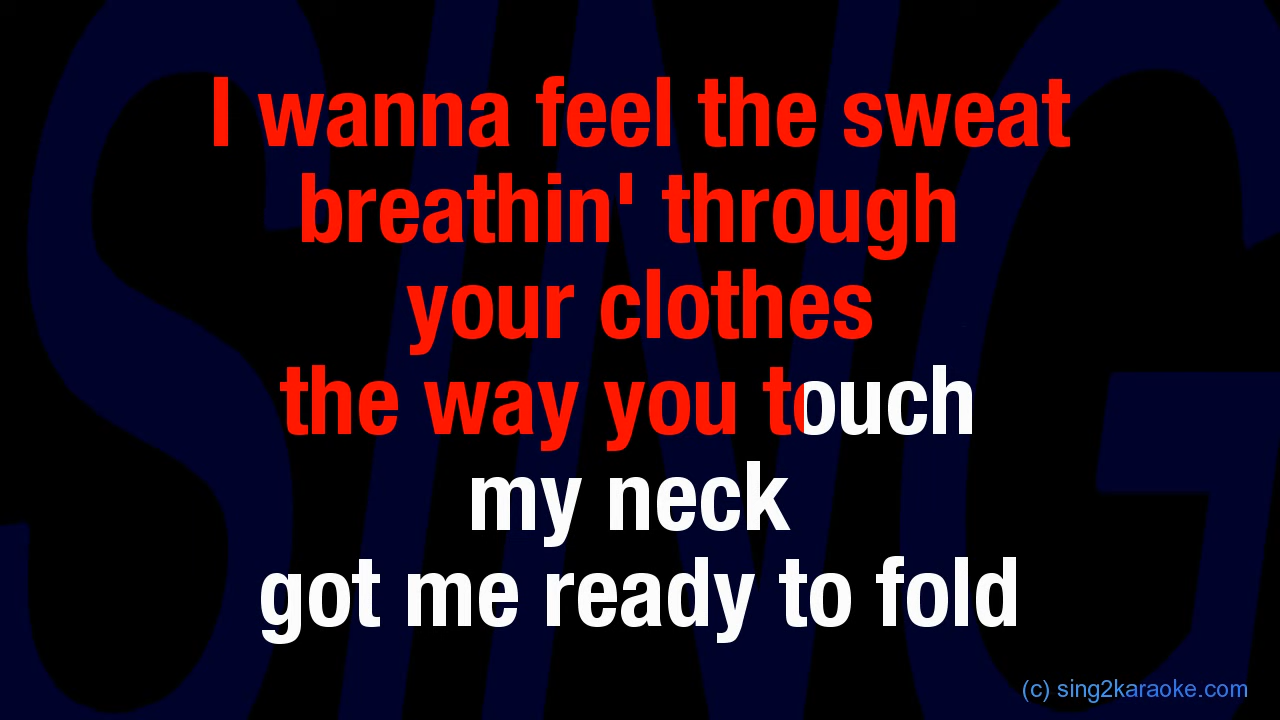 I wanna feel the sweat
breathin' through
your clothes
the way you touch
my neck
got me ready to fold
(c) sing2karaoke.com
SING